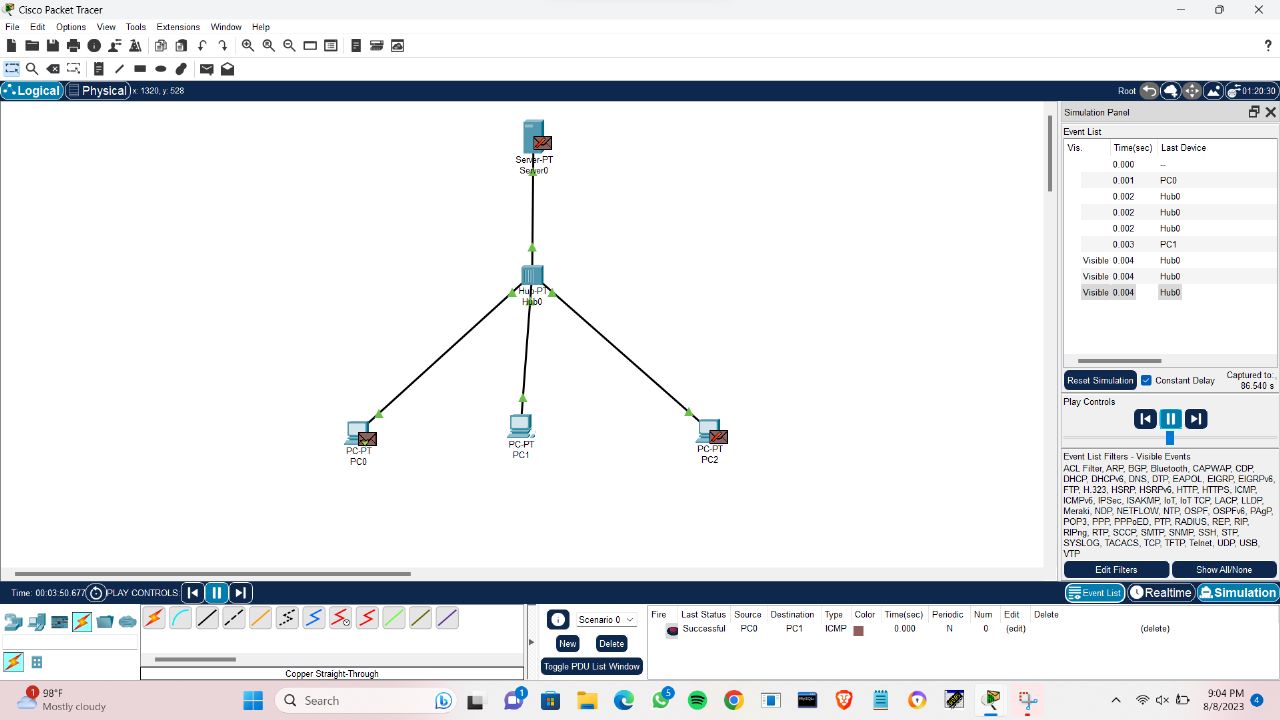 Cisco Packet Tracer
File Edit Options View Tools Extensions Window Help
?
Logical Physical x: 1320, y: 528
Root 01:20:30
Server-PT
Server0
Hub-PT
Hub0
PC-PT
PC0
PC-PT
PC1
PC-PT
PC2
Simulation Panel
Event List
Vis. Time(sec) Last Device
0.000 --
0.001 PC0
0.002 Hub0
0.002 Hub0
0.002 Hub0
0.003 PC1
Visible 0.004 Hub0
Visible 0.004 Hub0
Visible 0.004 Hub0
Reset Simulation Constant Delay
Captured to:
86.540 s
Play Controls
Event List Filters - Visible Events
ACL Filter, ARP, BGP, Bluetooth, CAPWAP, CDP,
DHCP, DHCPv6, DNS, DTP, EAPOL, EIGRP, EIGRPv6,
FTP, H.323, HSRP, HSRPv6, HTTP, HTTPS, ICMP,
ICMPv6, IPSec, ISAKMP, IoT, IoT TCP, LACP, LLDP,
Meraki, NDP, NETFLOW, NTP, OSPF, OSPFv6, PAgP,
POP3, PPP, PPPoED, PTP, RADIUS, REP, RIP,
RIPng, RTP, SCCP, SMTP, SNMP, SSH, STP,
SYSLOG, TACACS, TCP, TFTP, Telnet, UDP, USB,
VTP
Edit Filters Show All/None
Time: 00:03:50.677 PLAY CONTROLS:
Event List Realtime Simulation
Copper Straight-Through
Scenario 0
New Delete
Toggle PDU List Window
Fire Last Status Source Destination Type Color Time(sec) Periodic Num Edit Delete
Successful PC0 PC1 ICMP 0.000 N 0 (edit) (delete)
1
98°F
Mostly cloudy
Search
1
5
MySQL
9:04 PM
8/8/2023
4